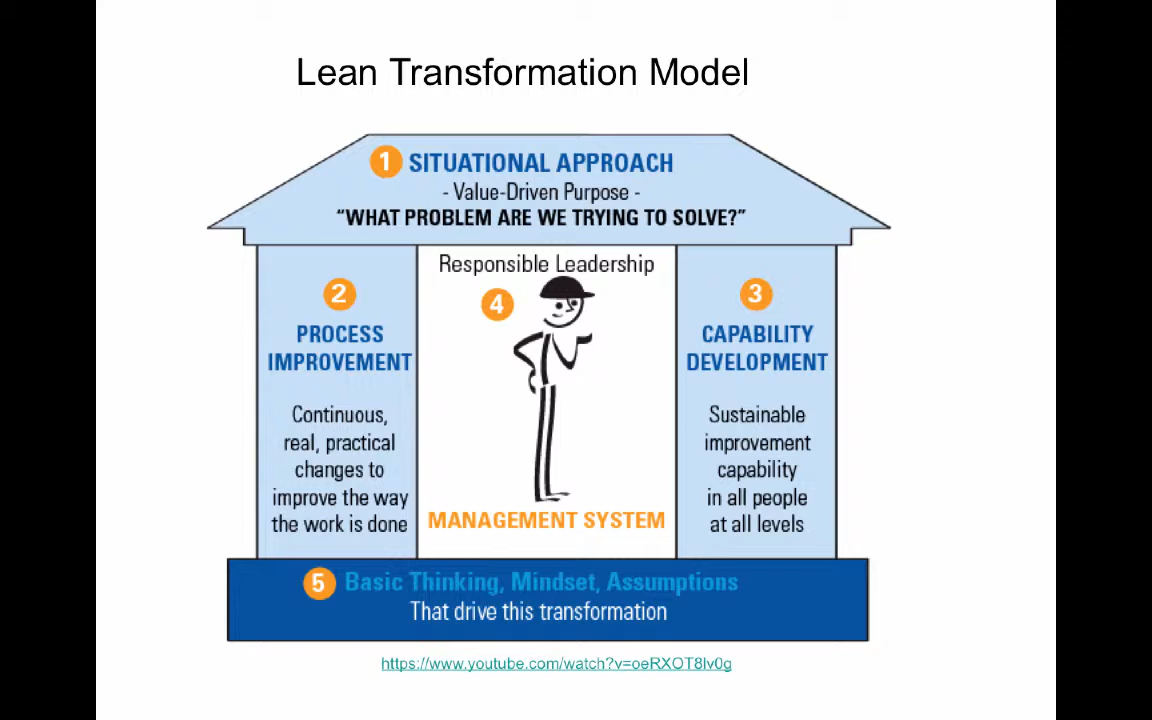 Lean Transformation Model
1 SITUATIONAL APPROACH
- Value-Driven Purpose -
“WHAT PROBLEM ARE WE TRYING TO SOLVE?”
2
PROCESS
IMPROVEMENT
Continuous,
real, practical
changes to
improve the way
the work is done
Responsible Leadership
4
MANAGEMENT SYSTEM
3
CAPABILITY
DEVELOPMENT
Sustainable
improvement
capability
in all people
at all levels
5 Basic Thinking, Mindset, Assumptions
That drive this transformation
https://www.youtube.com/watch?v=oeRXOT8lv0g